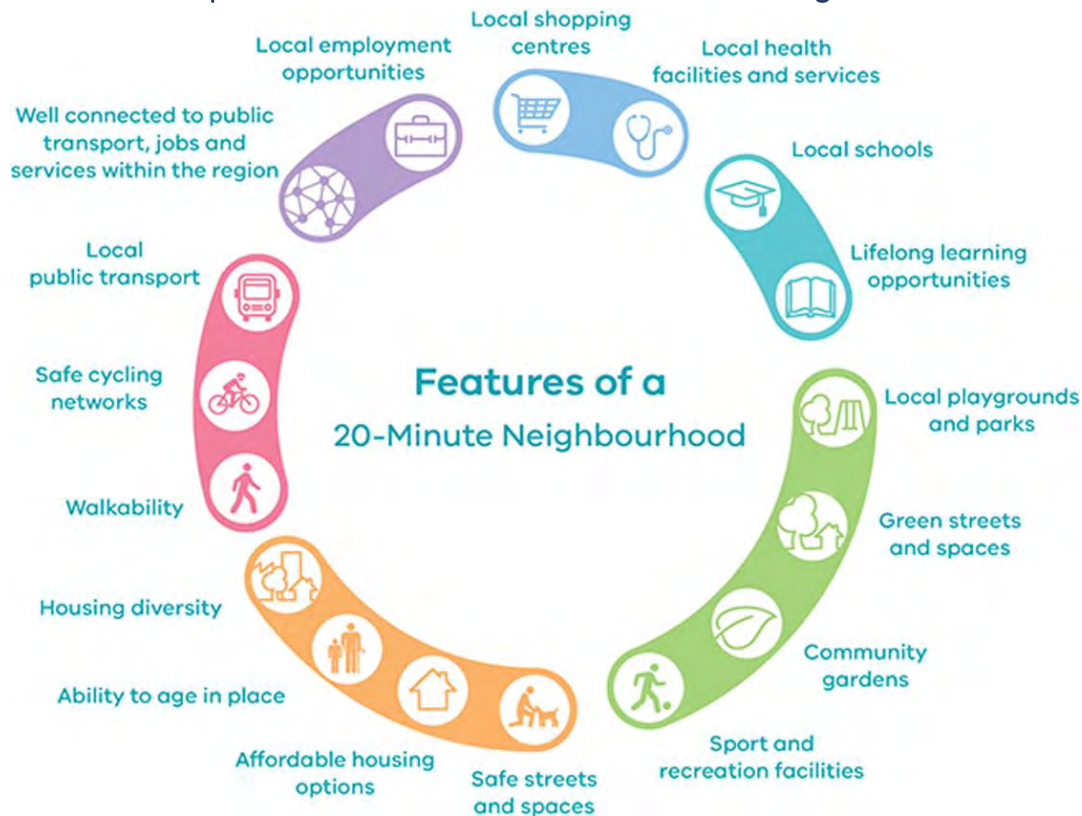 Local shopping
centres
Local health
facilities and services
Local schools
Lifelong learning
opportunities
Local playgrounds
and parks
Green streets
and spaces
Community
gardens
Sport and
recreation facilities
Safe streets
and spaces
Affordable housing
options
Ability to age in place
Housing diversity
Walkability
Safe cycling
networks
Local
public transport
Well connected to public
transport, jobs and
services within the region
Local employment
opportunities
Features of a
20-Minute Neighbourhood